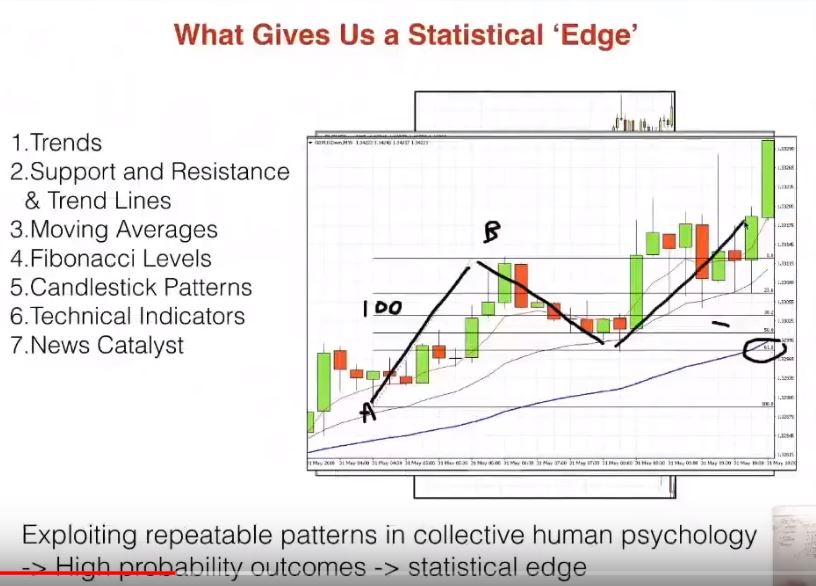 What Gives Us a Statistical ‘Edge’
1.Trends
2.Support and Resistance
& Trend Lines
3.Moving Averages
4.Fibonacci Levels
5.Candlestick Patterns
6.Technical Indicators
7.News Catalyst
B
100
A
100.0
Exploiting repeatable patterns in collective human psychology
-> High probability outcomes -> statistical edge